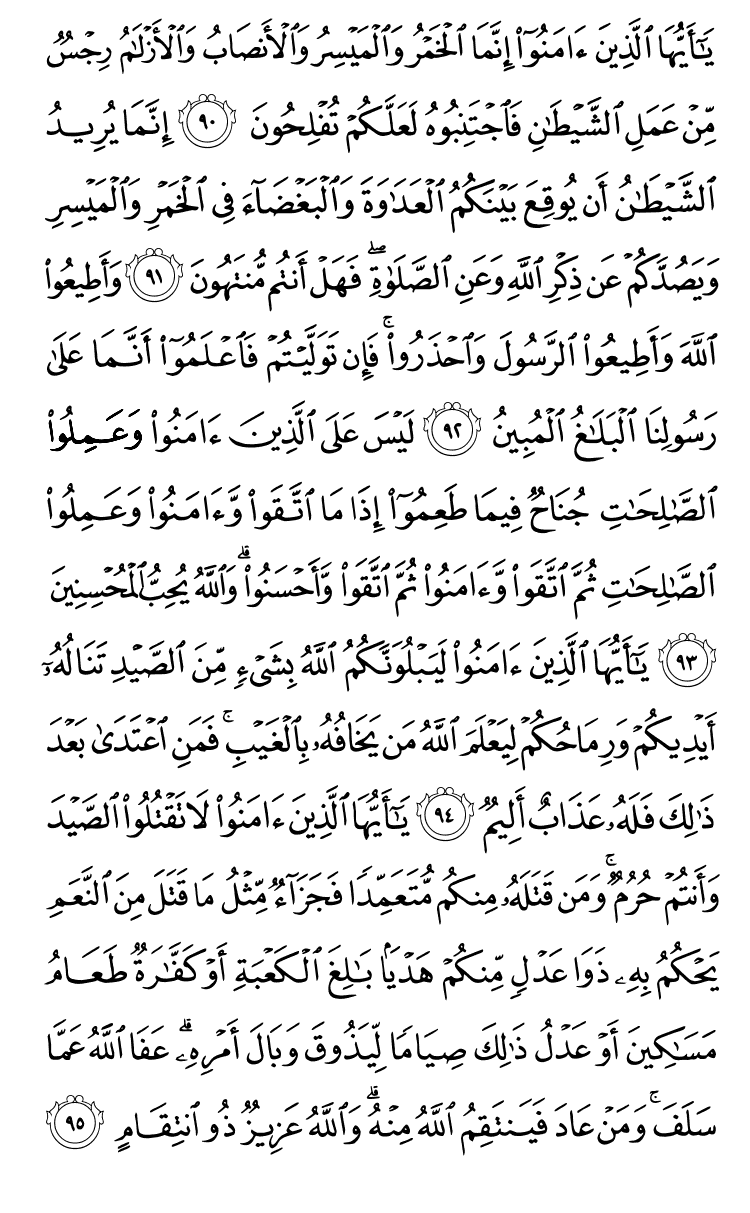 يَٰٓأَيُّهَا ٱلَّذِينَ ءَامَنُوٓا۟ إِنَّمَا ٱلْخَمْرُ وَٱلْمَيْسِرُ وَٱلْأَنصَابُ وَٱلْأَزْلَٰمُ رِجْسٌ
مِّنْ عَمَلِ ٱلشَّيْطَٰنِ فَٱجْتَنِبُوهُ لَعَلَّكُمْ تُفْلِحُونَ ٩٠ إِنَّمَا يُرِيدُ
ٱلشَّيْطَٰنُ أَن يُوقِعَ بَيْنَكُمُ ٱلْعَدَٰوَةَ وَٱلْبَغْضَآءَ فِى ٱلْخَمْرِ وَٱلْمَيْسِرِ
وَيَصُدَّكُمْ عَن ذِكْرِ ٱللَّهِ وَعَنِ ٱلصَّلَوٰةِ ۖ فَهَلْ أَنتُم مُّنتَهُونَ ٩١ وَأَطِيعُوا۟
ٱللَّهَ وَأَطِيعُوا۟ ٱلرَّسُولَ وَٱحْذَرُوا۟ ۚ فَإِن تَوَلَّيْتُمْ فَٱعْلَمُوٓا۟ أَنَّمَا عَلَىٰ
رَسُولِنَا ٱلْبَلَٰغُ ٱلْمُبِينُ ٩٢ لَيْسَ عَلَى ٱلَّذِينَ ءَامَنُوا۟ وَعَمِلُوا۟
ٱلصَّٰلِحَٰتِ جُنَاحٌ فِيمَا طَعِمُوٓا۟ إِذَا مَا ٱتَّقَوا۟ وَّءَامَنُوا۟ وَعَمِلُوا۟
ٱلصَّٰلِحَٰتِ ثُمَّ ٱتَّقَوا۟ وَّءَامَنُوا۟ ثُمَّ ٱتَّقَوا۟ وَّأَحْسَنُوا۟ ۗ وَٱللَّهُ يُحِبُّ ٱلْمُحْسِنِينَ
٩٣ يَٰٓأَيُّهَا ٱلَّذِينَ ءَامَنُوا۟ لَيَبْلُوَنَّكُمُ ٱللَّهُ بِشَىْءٍ مِّنَ ٱلصَّيْدِ تَنَالُهُۥٓ
أَيْدِيكُمْ وَرِمَاحُكُمْ لِيَعْلَمَ ٱللَّهُ مَن يَخَافُهُۥ بِٱلْغَيْبِ ۚ فَمَنِ ٱعْتَدَىٰ بَعْدَ
ذَٰلِكَ فَلَهُۥ عَذَابٌ أَلِيمٌ ٩٤ يَٰٓأَيُّهَا ٱلَّذِينَ ءَامَنُوا۟ لَا تَقْتُلُوا۟ ٱلصَّيْدَ
وَأَنتُمْ حُرُمٌ ۚ وَمَن قَتَلَهُۥ مِنكُم مُّتَعَمِّدًا فَجَزَآءٌ مِّثْلُ مَا قَتَلَ مِنَ ٱلنَّعَمِ
يَحْكُمُ بِهِۦ ذَوَا عَدْلٍ مِّنكُمْ هَدْيًۢا بَٰلِغَ ٱلْكَعْبَةِ أَوْ كَفَّٰرَةٌ طَعَامُ
مَسَٰكِينَ أَوْ عَدْلُ ذَٰلِكَ صِيَامًا لِّيَذُوقَ وَبَالَ أَمْرِهِۦ ۗ عَفَا ٱللَّهُ عَمَّا
سَلَفَ ۚ وَمَنْ عَادَ فَيَنتَقِمُ ٱللَّهُ مِنْهُ ۗ وَٱللَّهُ عَزِيزٌ ذُو ٱنتِقَامٍ ٩٥